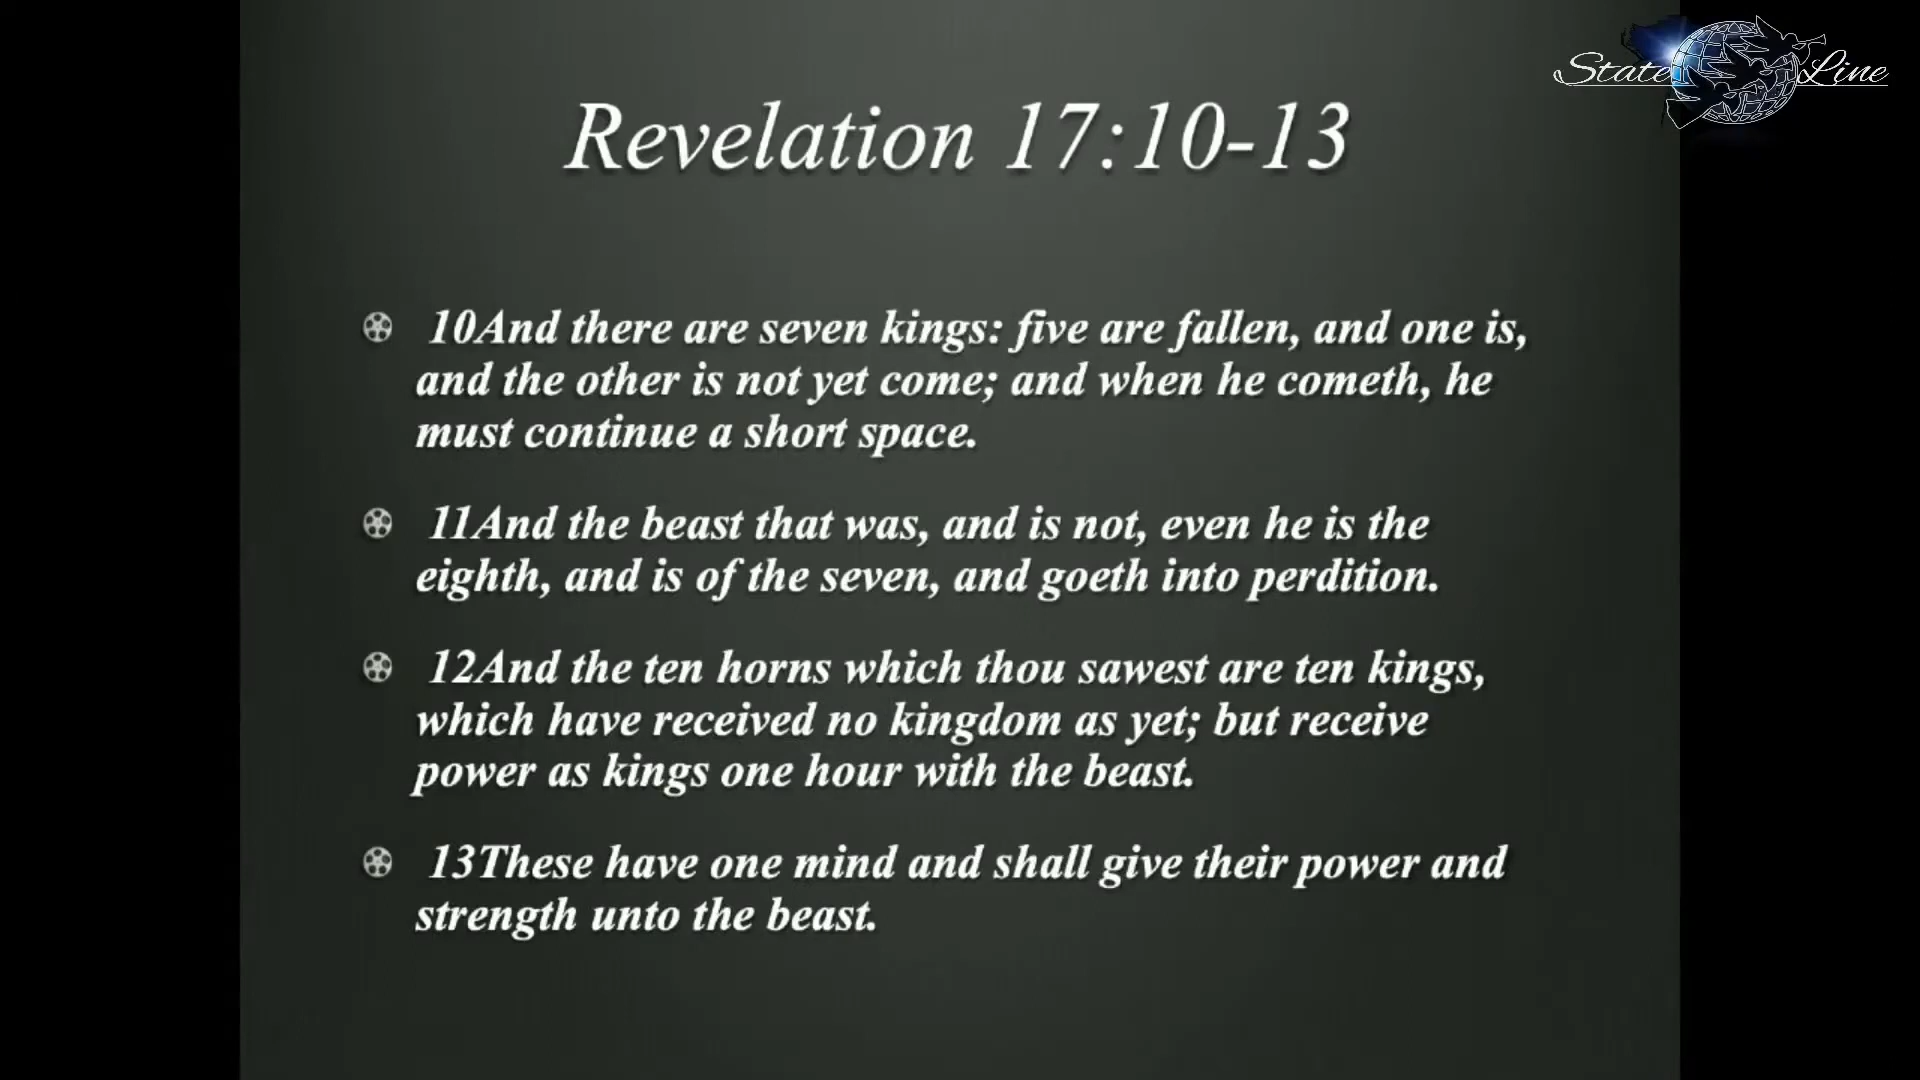 State Line
Revelation 17:10-13
10And there are seven kings: five are fallen, and one is,
and the other is not yet come; and when he cometh, he
must continue a short space.
11And the beast that was, and is not, even he is the
eighth, and is of the seven, and goeth into perdition.
12And the ten horns which thou sawest are ten kings,
which have received no kingdom as yet; but receive
power as kings one hour with the beast.
13These have one mind and shall give their power and
strength unto the beast.